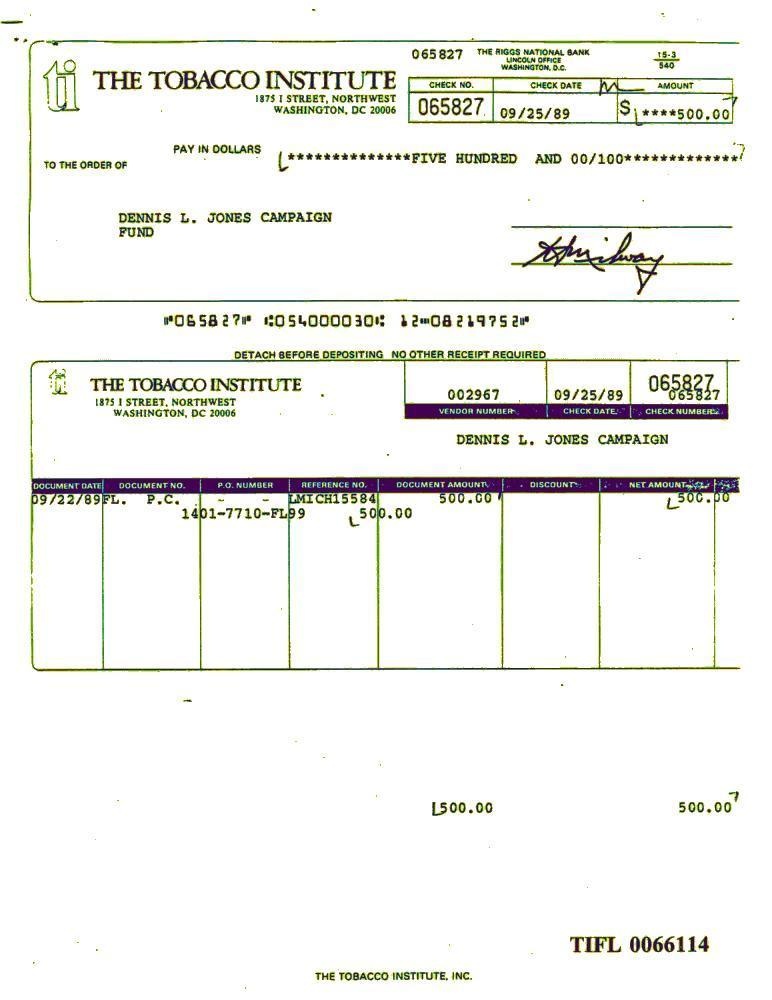 065827 THE RIGGS NATIONAL BANK
LINCOLN OFFICE
WASHINGTON, D.C.
15-3
540
ti THE TOBACCO INSTITUTE
1875 I STREET, NORTHWEST
WASHINGTON, DC 20006
CHECK NO. CHECK DATE AMOUNT
065827 09/25/89 $ ****500.00
PAY IN DOLLARS **************FIVE HUNDRED AND 00/100*************
TO THE ORDER OF
DENNIS L. JONES CAMPAIGN
FUND
⑈065827⑈ ⑆054000030⑆ 12⑉08219752⑈
DETACH BEFORE DEPOSITING NO OTHER RECEIPT REQUIRED
ti THE TOBACCO INSTITUTE
1875 I STREET, NORTHWEST
WASHINGTON, DC 20006
002967 09/25/89 065827
065827
VENDOR NUMBER CHECK DATE CHECK NUMBER
DENNIS L. JONES CAMPAIGN
DOCUMENT DATE DOCUMENT NO. P.O. NUMBER REFERENCE NO. DOCUMENT AMOUNT DISCOUNT NET AMOUNT
09/22/89 FL. P.C. - - LMICH15584 500.00 500.00
1401-7710-FL99 500.00
500.00 500.00
TIFL 0066114
THE TOBACCO INSTITUTE, INC.